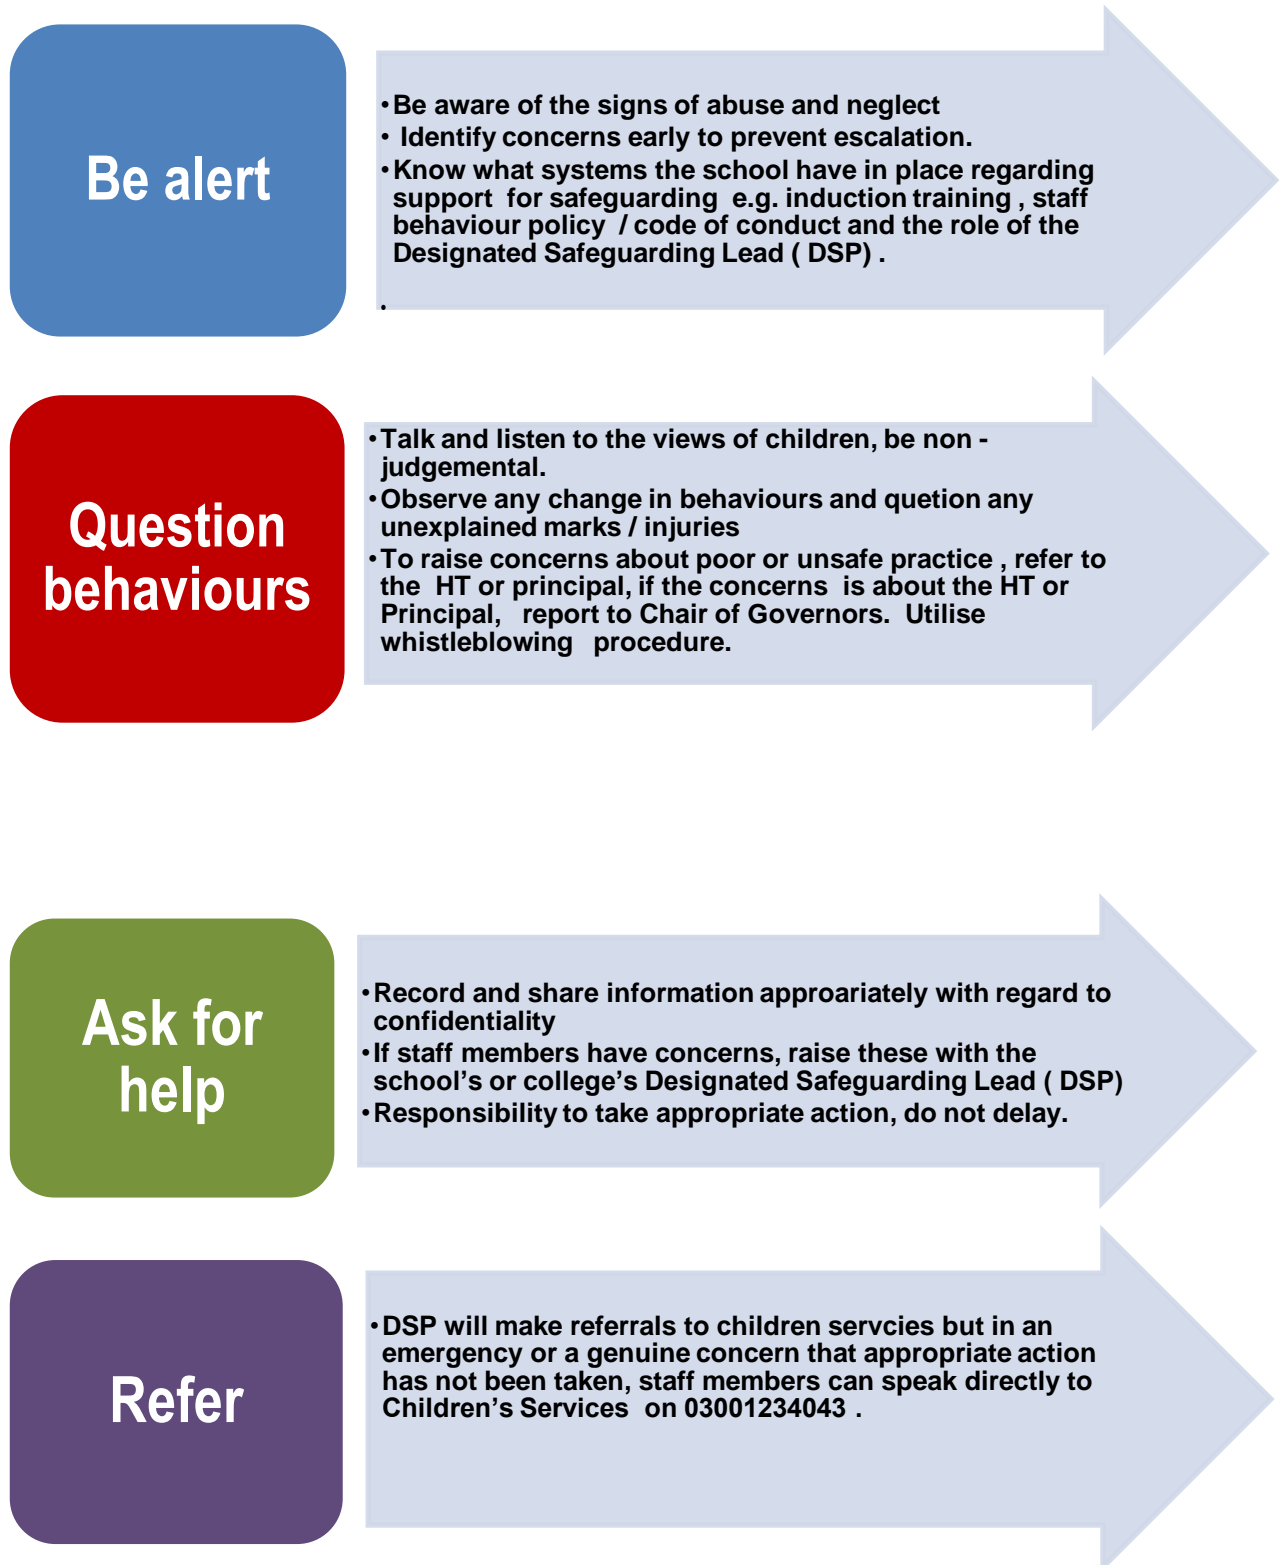 Be alert
•Be aware of the signs of abuse and neglect
• Identify concerns early to prevent escalation.
•Know what systems the school have in place regarding
support for safeguarding e.g. induction training , staff
behaviour policy / code of conduct and the role of the
Designated Safeguarding Lead ( DSP) .
•
Question
behaviours
•Talk and listen to the views of children, be non -
judgemental.
•Observe any change in behaviours and quetion any
unexplained marks / injuries
•To raise concerns about poor or unsafe practice , refer to
the HT or principal, if the concerns is about the HT or
Principal, report to Chair of Governors. Utilise
whistleblowing procedure.
Ask for
help
•Record and share information approariately with regard to
confidentiality
•If staff members have concerns, raise these with the
school’s or college’s Designated Safeguarding Lead ( DSP)
•Responsibility to take appropriate action, do not delay.
Refer
•DSP will make referrals to children servcies but in an
emergency or a genuine concern that appropriate action
has not been taken, staff members can speak directly to
Children’s Services on 03001234043 .